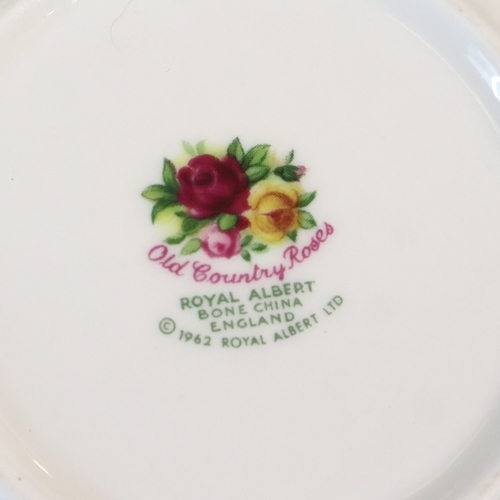 Old Country Roses
ROYAL ALBERT
BONE CHINA
ENGLAND
© 1962 ROYAL ALBERT LTD